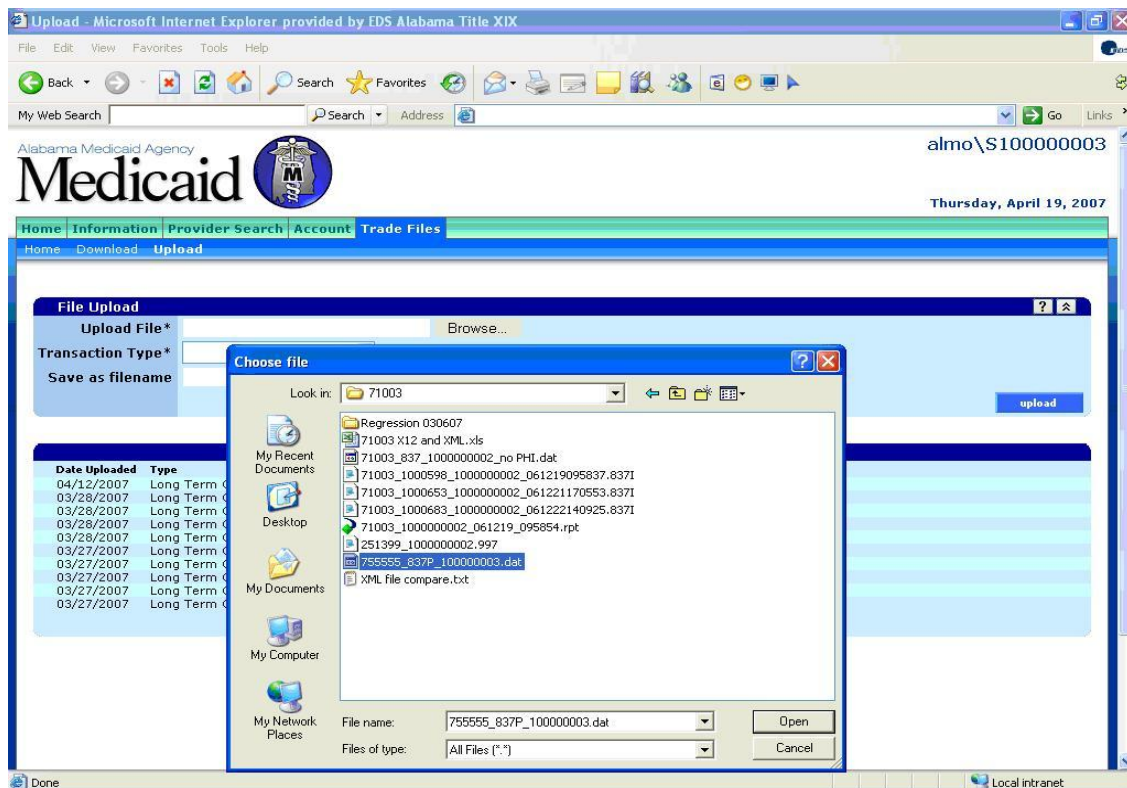 Upload - Microsoft Internet Explorer provided by EDS Alabama Title XIX
File Edit View Favorites Tools Help
Back Search Favorites
My Web Search Search Address Go Links
Alabama Medicaid Agency
Medicaid
M
almo\S100000003
Thursday, April 19, 2007
Home Information Provider Search Account Trade Files
Home Download Upload
File Upload ?
Upload File* Browse...
Transaction Type*
Save as filename
upload
Date Uploaded Type
04/12/2007 Long Term
03/28/2007 Long Term
03/28/2007 Long Term
03/28/2007 Long Term
03/28/2007 Long Term
03/27/2007 Long Term
03/27/2007 Long Term
03/27/2007 Long Term
03/27/2007 Long Term
03/27/2007 Long Term
Choose file ?
Look in: 71003
My Recent Documents
Desktop
My Documents
My Computer
My Network Places
Regression 030607
71003 X12 and XML.xls
71003_837_1000000002_no PHI.dat
71003_1000598_1000000002_061219095837.837I
71003_1000653_1000000002_061221170553.837I
71003_1000683_1000000002_061222140925.837I
71003_1000000002_061219_095854.rpt
251399_1000000002.997
755555_837P_100000003.dat
XML file compare.txt
File name: 755555_837P_100000003.dat Open
Files of type: All Files (*.*) Cancel
Done Local intranet